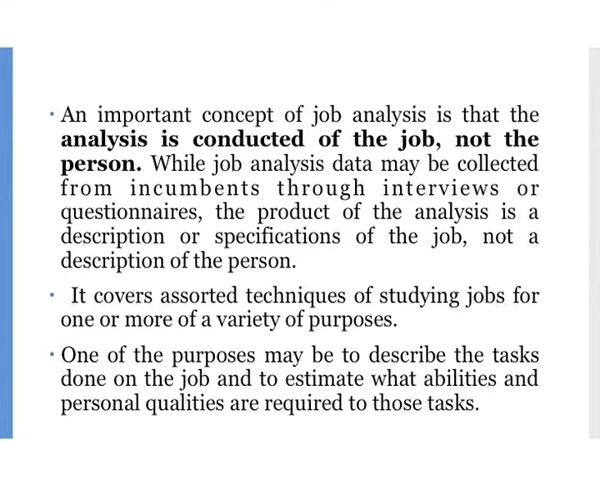 • An important concept of job analysis is that the
analysis is conducted of the job, not the
person. While job analysis data may be collected
from incumbents through interviews or
questionnaires, the product of the analysis is a
description or specifications of the job, not a
description of the person.
• It covers assorted techniques of studying jobs for
one or more of a variety of purposes.
• One of the purposes may be to describe the tasks
done on the job and to estimate what abilities and
personal qualities are required to those tasks.